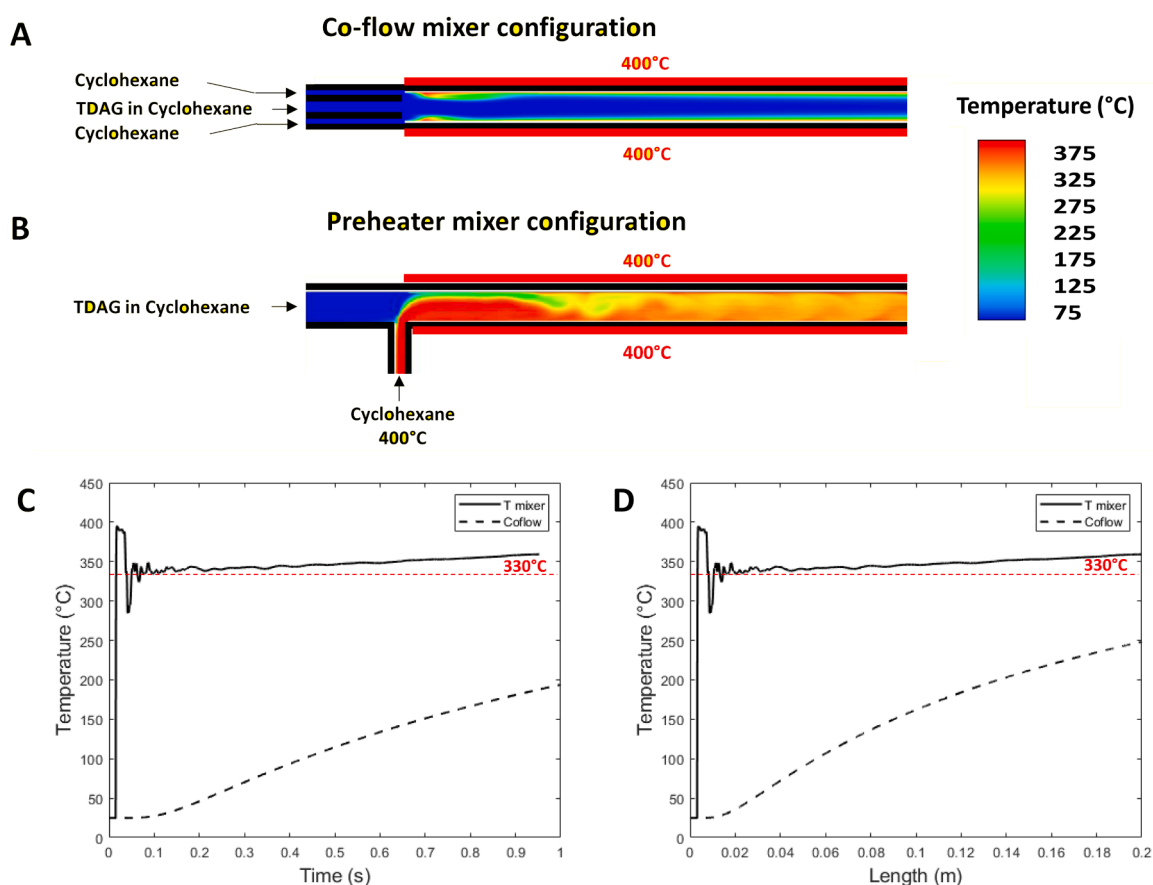 A
Co-flow mixer configuration
400°C
Cyclohexane
TDAG in Cyclohexane
Cyclohexane
400°C
Temperature (°C)
375
325
275
225
175
125
75
B
Preheater mixer configuration
400°C
TDAG in Cyclohexane
400°C
Cyclohexane
400°C
C
450
400
350
300
250
200
150
100
50
0
Temperature (°C)
T mixer
Coflow
330°C
0
0.1
0.2
0.3
0.4
0.5
0.6
0.7
0.8
0.9
1
Time (s)
D
450
400
350
300
250
200
150
100
50
0
Temperature (°C)
T mixer
Coflow
330°C
0
0.02
0.04
0.06
0.08
0.1
0.12
0.14
0.16
0.18
0.2
Length (m)